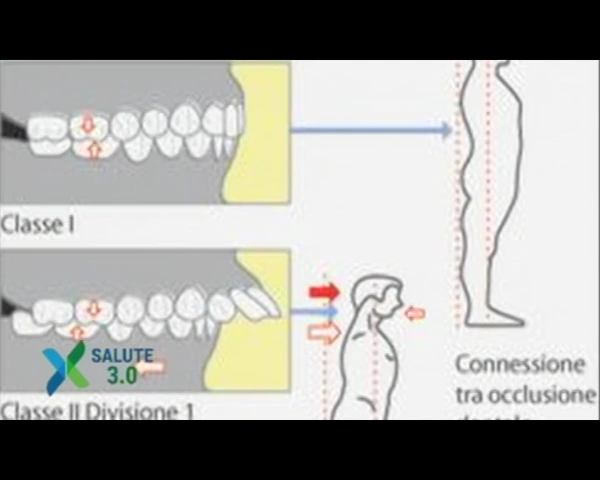 Classe I
SALUTE
3.0
Classe II Divisione 1
Connessione
tra occlusione